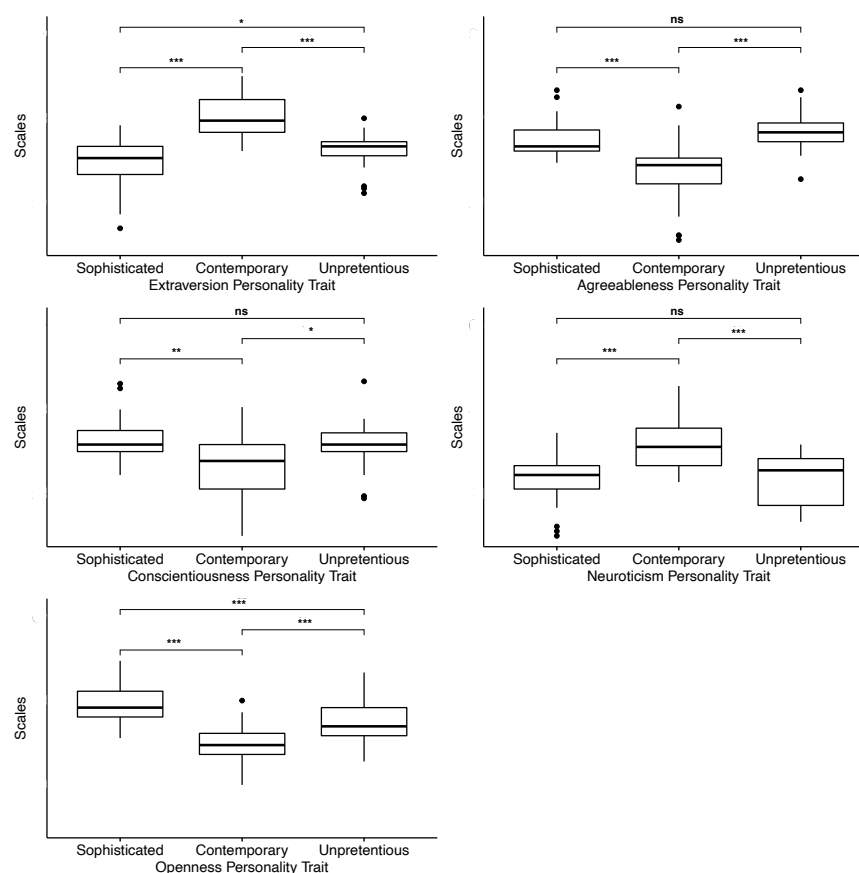 *
***
***
Scales
Sophisticated Contemporary Unpretentious
Extraversion Personality Trait
ns
***
***
Scales
Sophisticated Contemporary Unpretentious
Agreeableness Personality Trait
ns
**
*
Scales
Sophisticated Contemporary Unpretentious
Conscientiousness Personality Trait
ns
***
***
Scales
Sophisticated Contemporary Unpretentious
Neuroticism Personality Trait
***
***
***
Scales
Sophisticated Contemporary Unpretentious
Openness Personality Trait